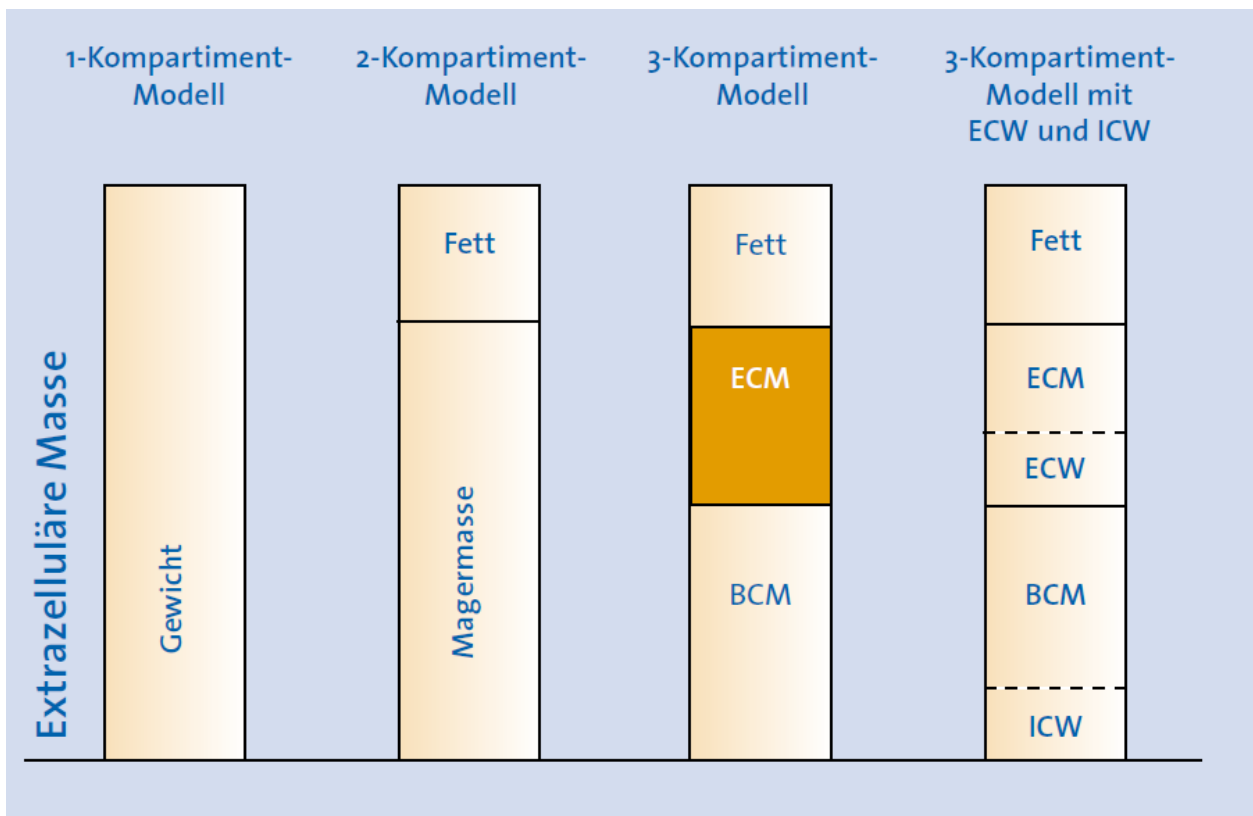 1-Kompartiment-
Modell
2-Kompartiment-
Modell
3-Kompartiment-
Modell
3-Kompartiment-
Modell mit
ECW und ICW
Extrazelluläre Masse
Gewicht
Fett
Magermasse
Fett
ECM
BCM
Fett
ECM
ECW
BCM
ICW